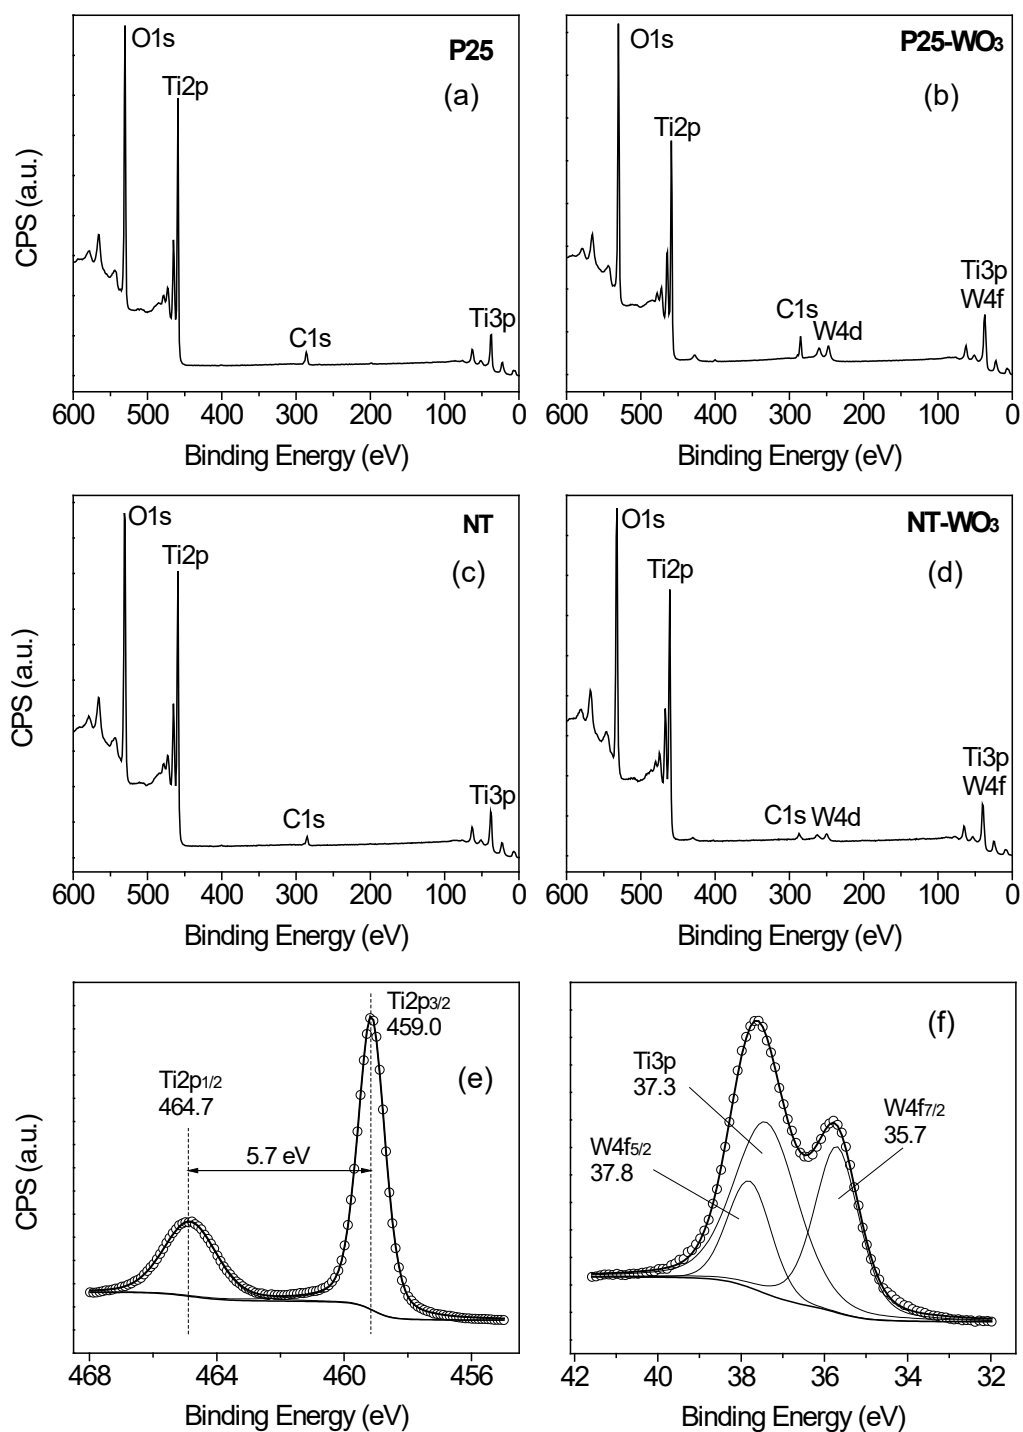 O1s
P25
Ti2p
(a)
C1s
Ti3p
CPS (a.u.)
600 500 400 300 200 100 0
Binding Energy (eV)
O1s
P25-WO3
(b)
Ti2p
C1s
W4d
Ti3p
W4f
600 500 400 300 200 100 0
Binding Energy (eV)
O1s
NT
Ti2p
(c)
C1s
Ti3p
CPS (a.u.)
600 500 400 300 200 100 0
Binding Energy (eV)
O1s
NT-WO3
Ti2p
(d)
C1s
W4d
Ti3p
W4f
600 500 400 300 200 100 0
Binding Energy (eV)
Ti2p3/2
459.0
(e)
Ti2p1/2
464.7
5.7 eV
CPS (a.u.)
468 464 460 456
Binding Energy (eV)
(f)
Ti3p
37.3
W4f7/2
35.7
W4f5/2
37.8
42 40 38 36 34 32
Binding Energy (eV)